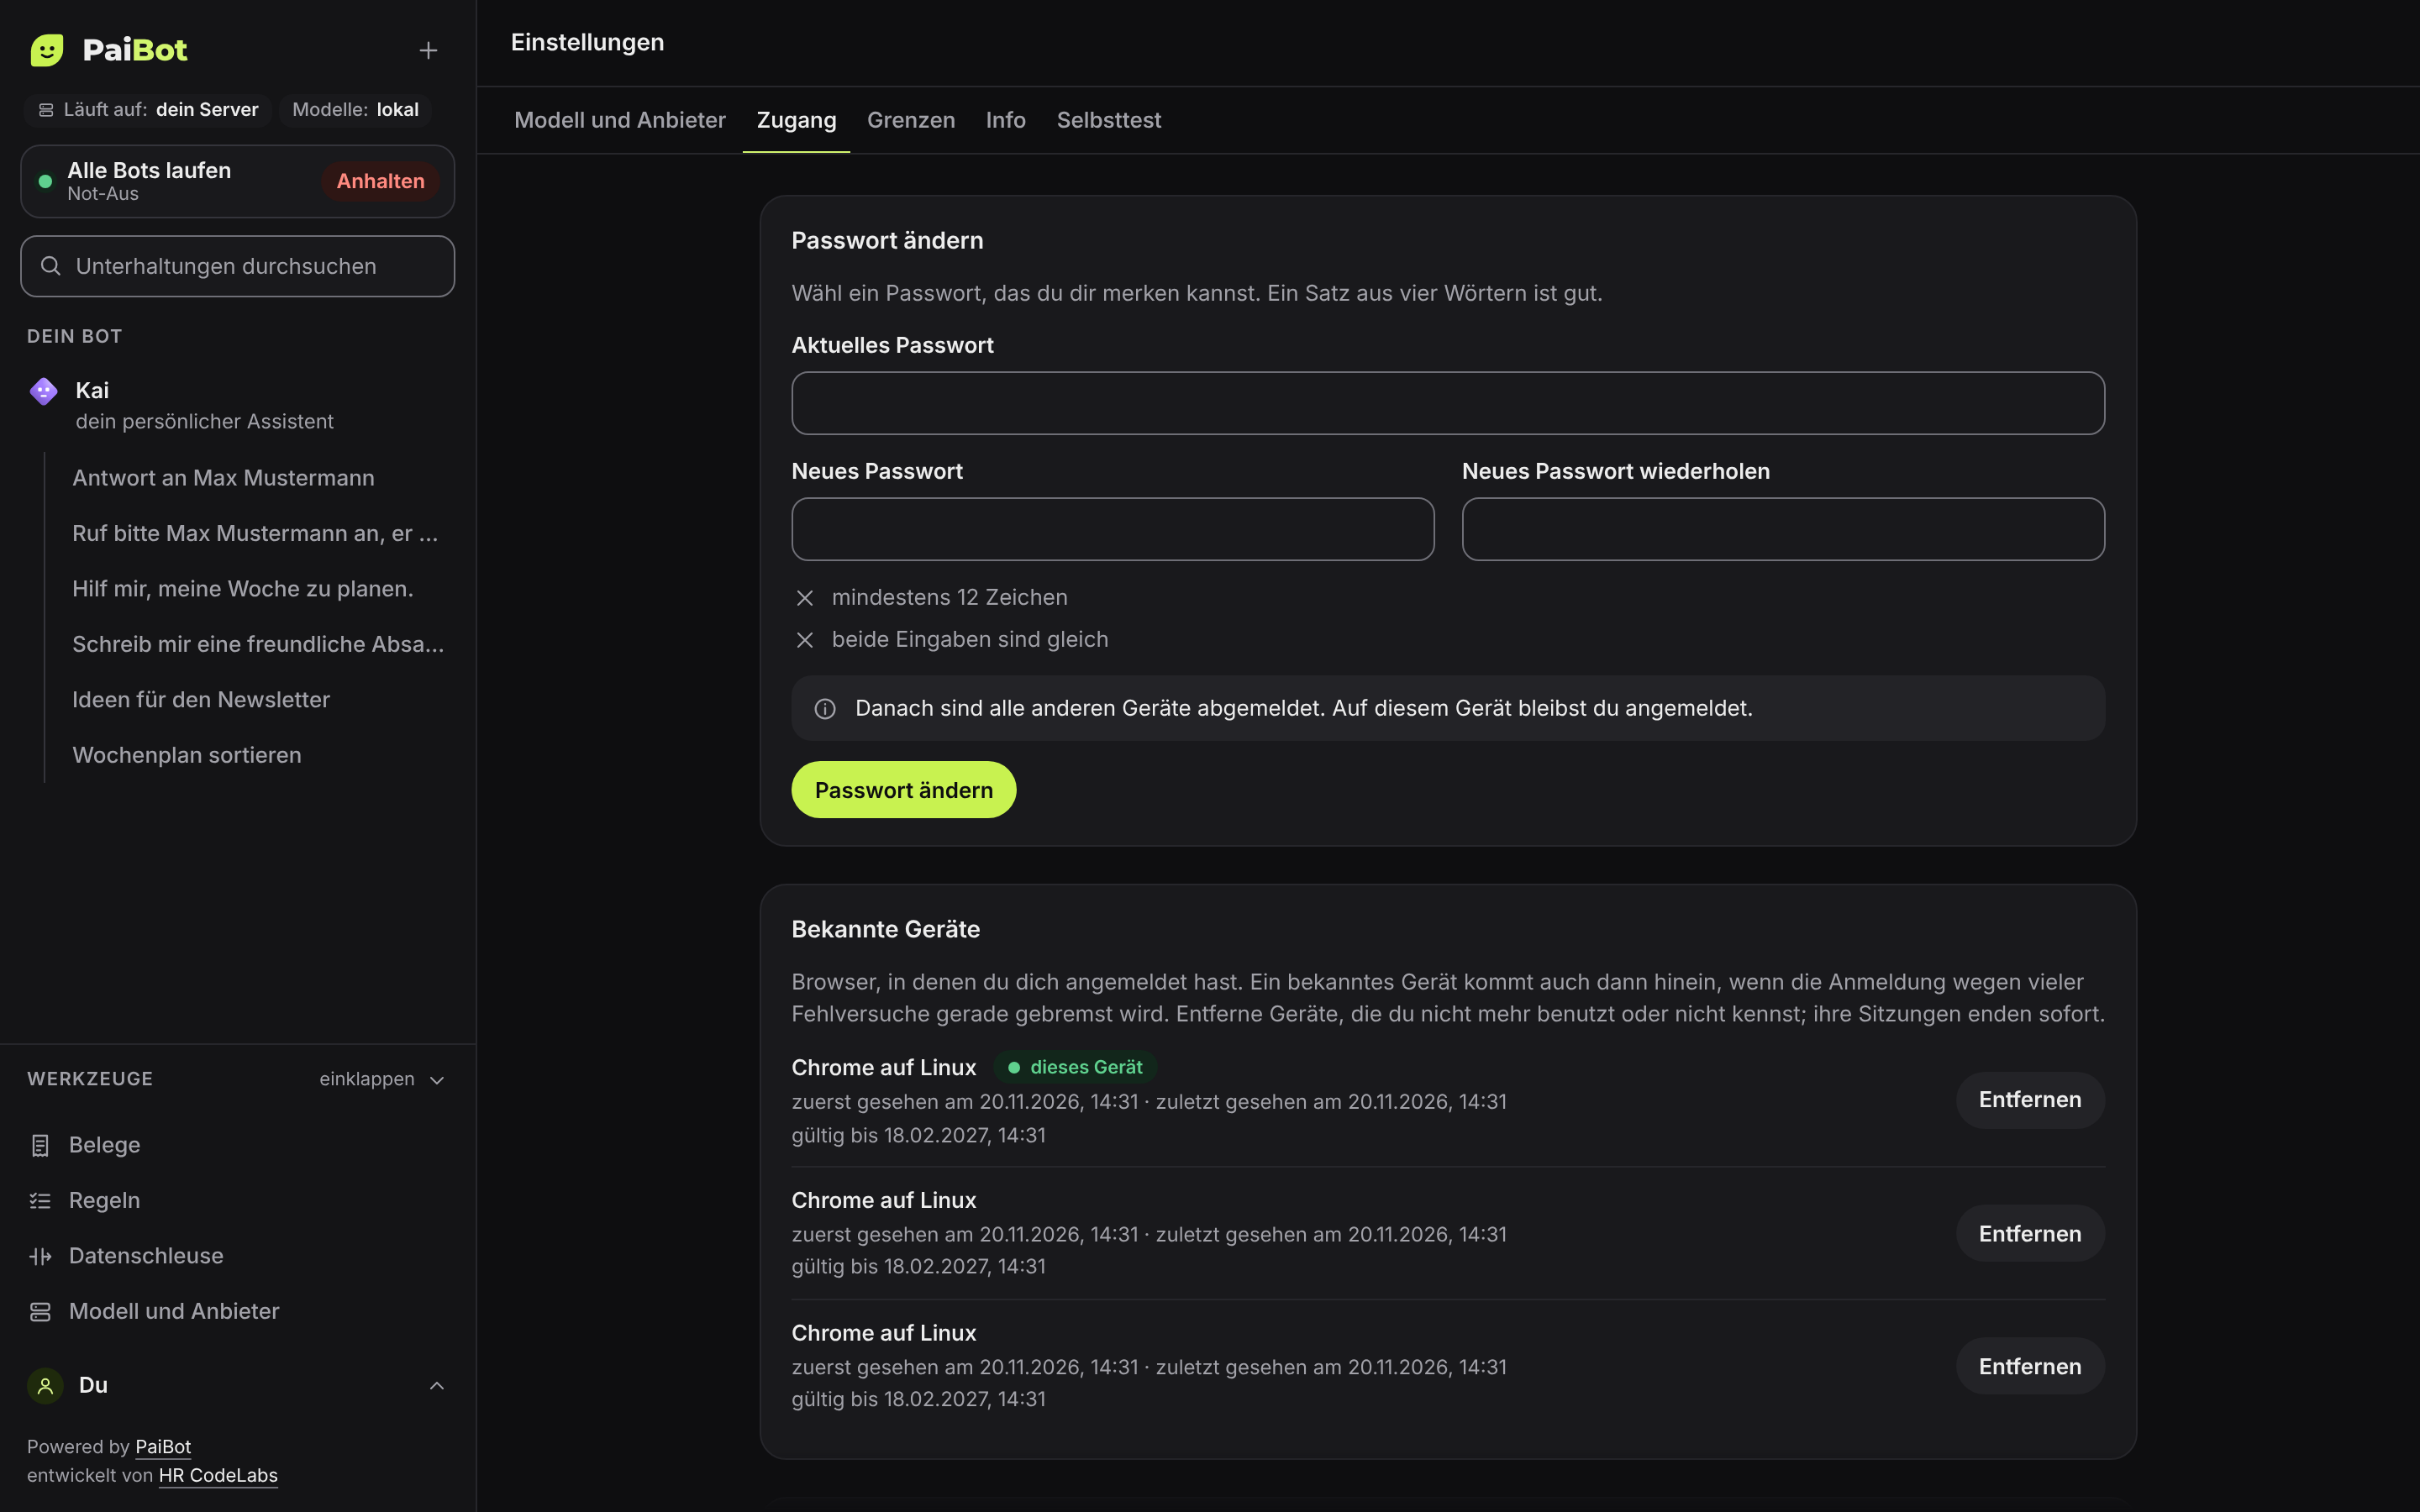 PaiBot
Läuft auf: dein Server
Modelle: lokal
Alle Bots laufen
Not-Aus
Anhalten
Unterhaltungen durchsuchen
DEIN BOT
Kai
dein persönlicher Assistent
Antwort an Max Mustermann
Ruf bitte Max Mustermann an, er ...
Hilf mir, meine Woche zu planen.
Schreib mir eine freundliche Absa...
Ideen für den Newsletter
Wochenplan sortieren
WERKZEUGE
einklappen
Belege
Regeln
Datenschleuse
Modell und Anbieter
Du
Powered by PaiBot
entwickelt von HR CodeLabs
Einstellungen
Modell und Anbieter
Zugang
Grenzen
Info
Selbsttest
Passwort ändern
Wähl ein Passwort, das du dir merken kannst. Ein Satz aus vier Wörtern ist gut.
Aktuelles Passwort
Neues Passwort
Neues Passwort wiederholen
mindestens 12 Zeichen
beide Eingaben sind gleich
Danach sind alle anderen Geräte abgemeldet. Auf diesem Gerät bleibst du angemeldet.
Passwort ändern
Bekannte Geräte
Browser, in denen du dich angemeldet hast. Ein bekanntes Gerät kommt auch dann hinein, wenn die Anmeldung wegen vieler
Fehlversuche gerade gebremst wird. Entferne Geräte, die du nicht mehr benutzt oder nicht kennst; ihre Sitzungen enden sofort.
Chrome auf Linux
dieses Gerät
zuerst gesehen am 20.11.2026, 14:31 · zuletzt gesehen am 20.11.2026, 14:31
gültig bis 18.02.2027, 14:31
Entfernen
Chrome auf Linux
zuerst gesehen am 20.11.2026, 14:31 · zuletzt gesehen am 20.11.2026, 14:31
gültig bis 18.02.2027, 14:31
Entfernen
Chrome auf Linux
zuerst gesehen am 20.11.2026, 14:31 · zuletzt gesehen am 20.11.2026, 14:31
gültig bis 18.02.2027, 14:31
Entfernen